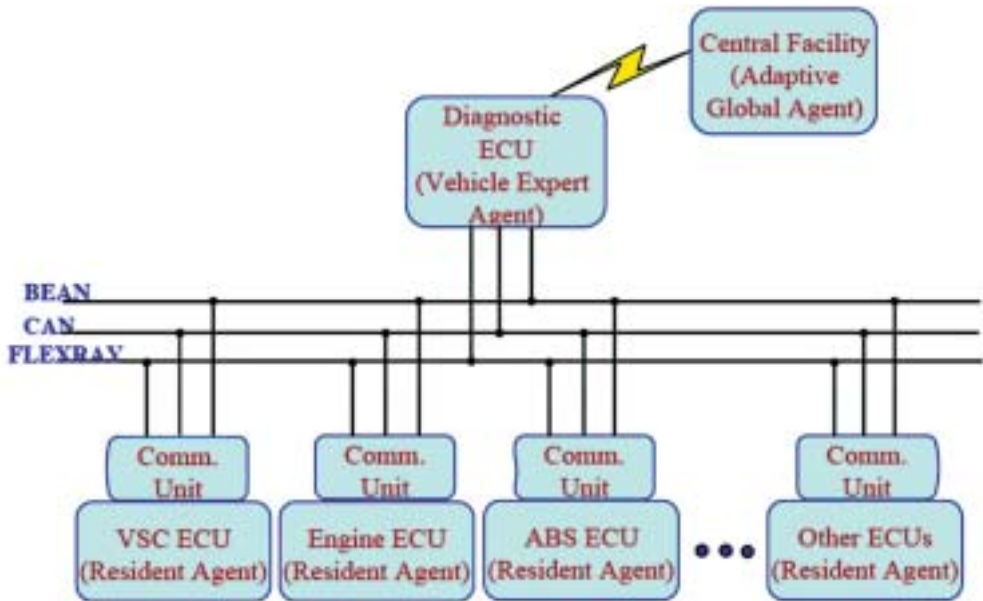 Central Facility
(Adaptive
Global Agent)
Diagnostic
ECU
(Vehicle Expert
Agent)
BEAN
CAN
FLEXRAY
Comm.
Unit
Comm.
Unit
Comm.
Unit
Comm.
Unit
VSC ECU
(Resident Agent)
Engine ECU
(Resident Agent)
ABS ECU
(Resident Agent)
Other ECUs
(Resident Agent)